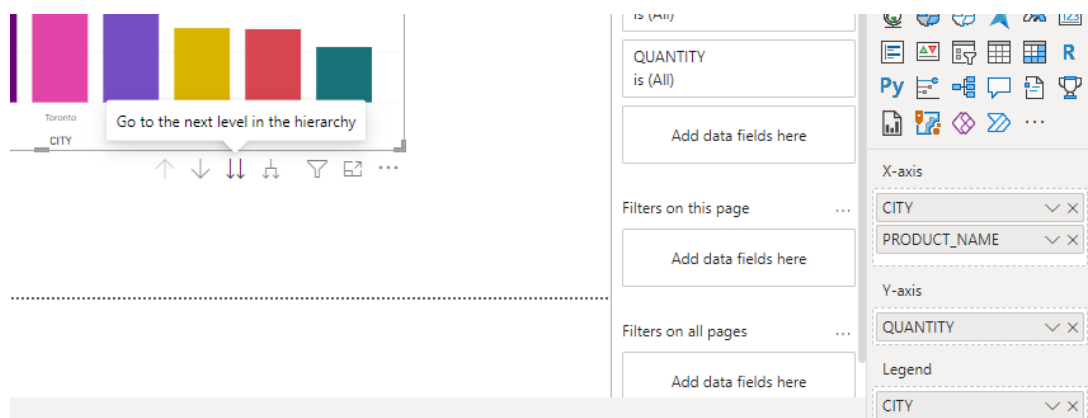 Toronto
CITY
Go to the next level in the hierarchy
is (All)
QUANTITY
is (All)
Add data fields here
Filters on this page
Add data fields here
Filters on all pages
Add data fields here
123
R
Py
X-axis
CITY
PRODUCT_NAME
Y-axis
QUANTITY
Legend
CITY